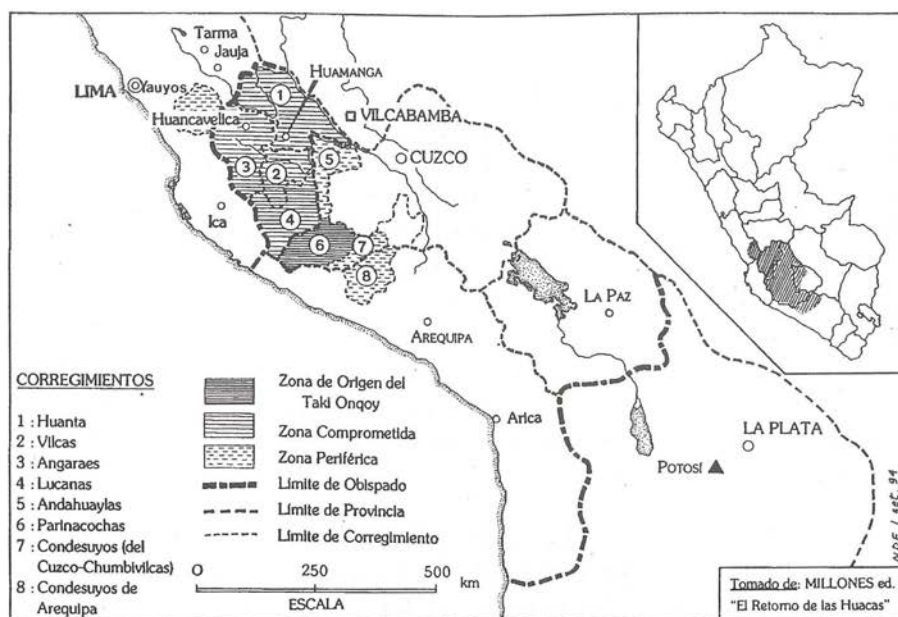 Tarma
Jauja
LIMA
Yauyos
HUAMANGA
Huancavelica
VILCABAMBA
CUZCO
1
2
3
4
5
6
7
8
Ica
AREQUIPA
LA PAZ
Arica
LA PLATA
POTOSÍ
CORREGIMIENTOS
1 : Huanta
2 : Vilcas
3 : Angaraes
4 : Lucanas
5 : Andahuaylas
6 : Parinacochas
7 : Condesuyos (del
Cuzco-Chumbivilcas)
8 : Condesuyos de
Arequipa
Zona de Origen del
Taki Onqoy
Zona Comprometida
Zona Periférica
Límite de Obispado
Límite de Provincia
Límite de Corregimiento
0 250 500 km
ESCALA
Tomado de: MILLONES ed.
"El Retorno de las Huacas"